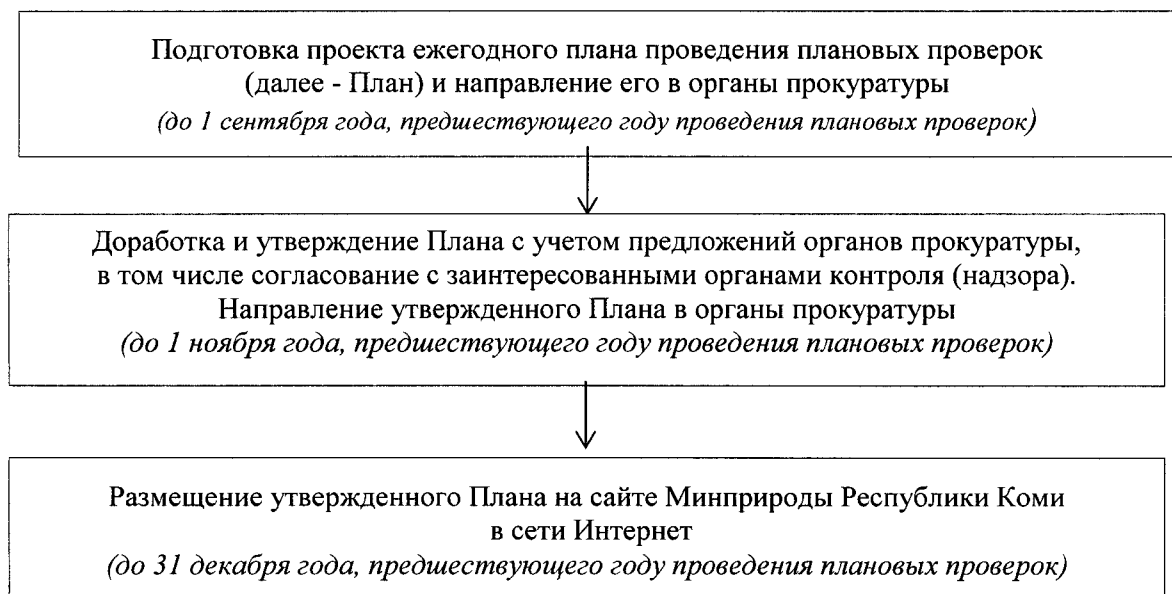 Подготовка проекта ежегодного плана проведения плановых проверок
(далее - План) и направление его в органы прокуратуры
(до 1 сентября года, предшествующего году проведения плановых проверок)
Доработка и утверждение Плана с учетом предложений органов прокуратуры,
в том числе согласование с заинтересованными органами контроля (надзора).
Направление утвержденного Плана в органы прокуратуры
(до 1 ноября года, предшествующего году проведения плановых проверок)
Размещение утвержденного Плана на сайте Минприроды Республики Коми
в сети Интернет
(до 31 декабря года, предшествующего году проведения плановых проверок)